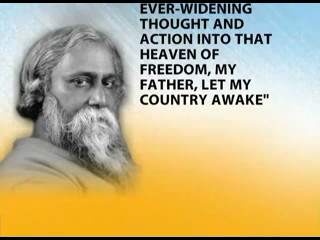 EVER-WIDENING
THOUGHT AND
ACTION INTO THAT
HEAVEN OF
FREEDOM, MY
FATHER, LET MY
COUNTRY AWAKE"